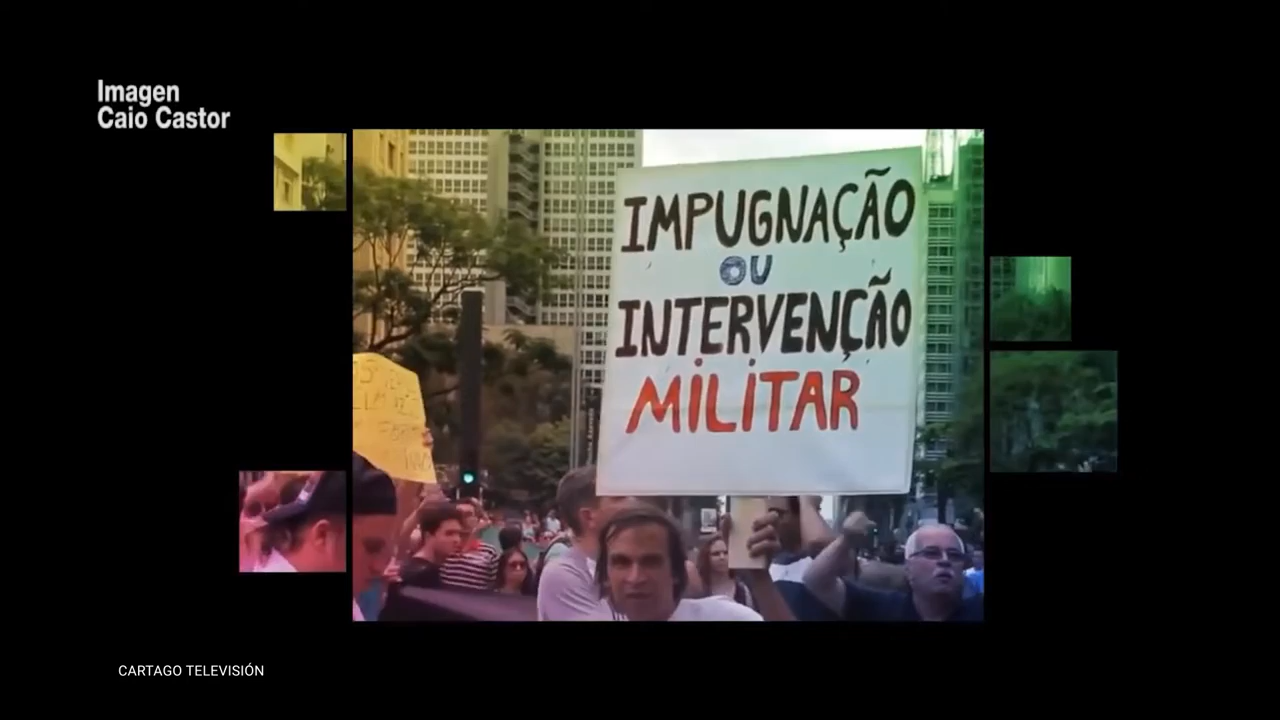 Imagen
Caio Castor
IMPUGNAÇÃO
OU
INTERVENÇÃO
MILITAR
CARTAGO TELEVISIÓN